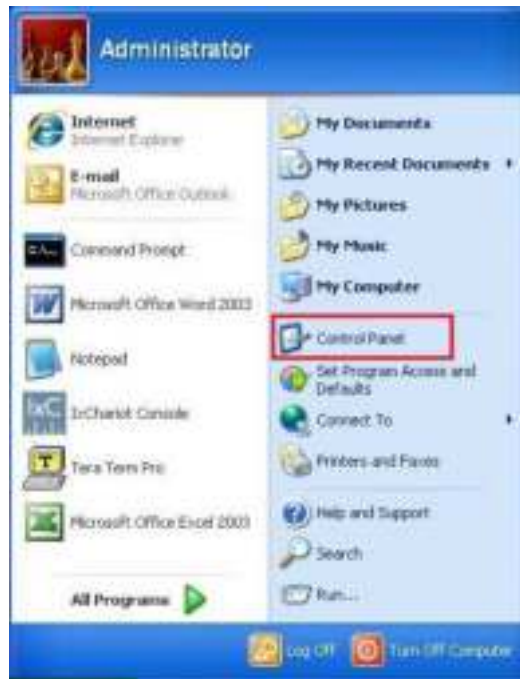 Administrator
Internet
Internet Explorer
E-mail
Microsoft Office Outlook
Command Prompt
Microsoft Office Word 2003
Notepad
IxChariot Console
Tera Term Pro
Microsoft Office Excel 2003
All Programs
My Documents
My Recent Documents
My Pictures
My Music
My Computer
Control Panel
Set Program Access and
Defaults
Connect To
Printers and Faxes
Help and Support
Search
Run...
Log Off
Turn Off Computer